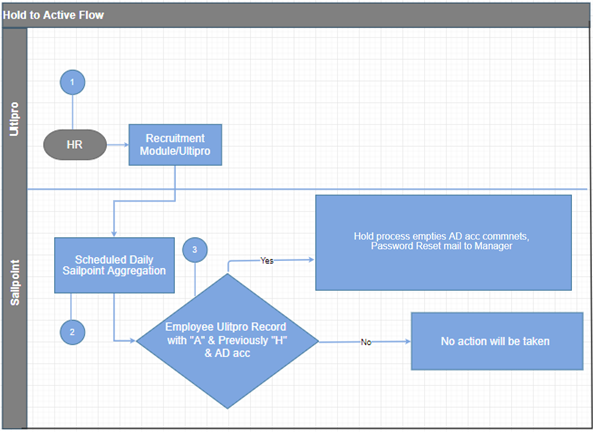 Hold to Active Flow
Ultipro
1
HR
Recruitment
Module/Ultipro
Sailpoint
Scheduled Daily
Sailpoint Aggregation
2
3
Employee Ulitpro Record
with "A" & Previously "H"
& AD acc
Yes
Hold process empties AD acc commnets,
Password Reset mail to Manager
No
No action will be taken